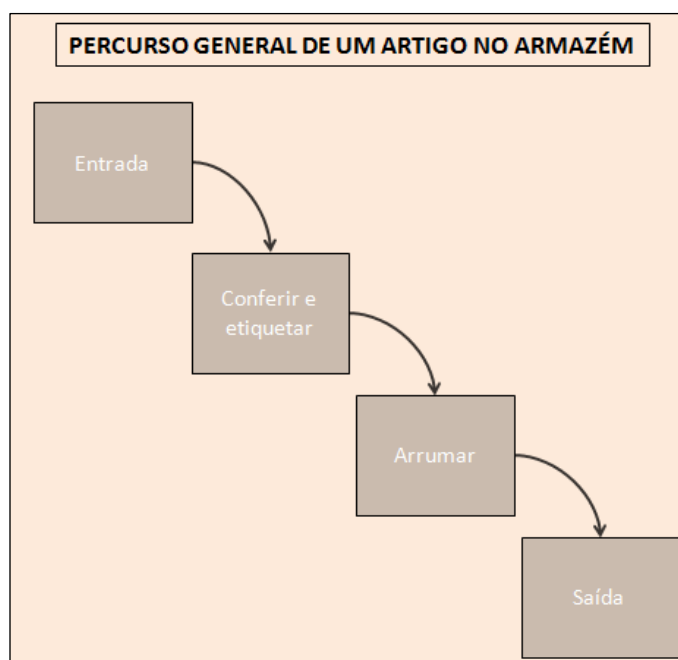 PERCURSO GENERAL DE UM ARTIGO NO ARMAZÉM
Entrada
Conferir e
etiquetar
Arrumar
Saída